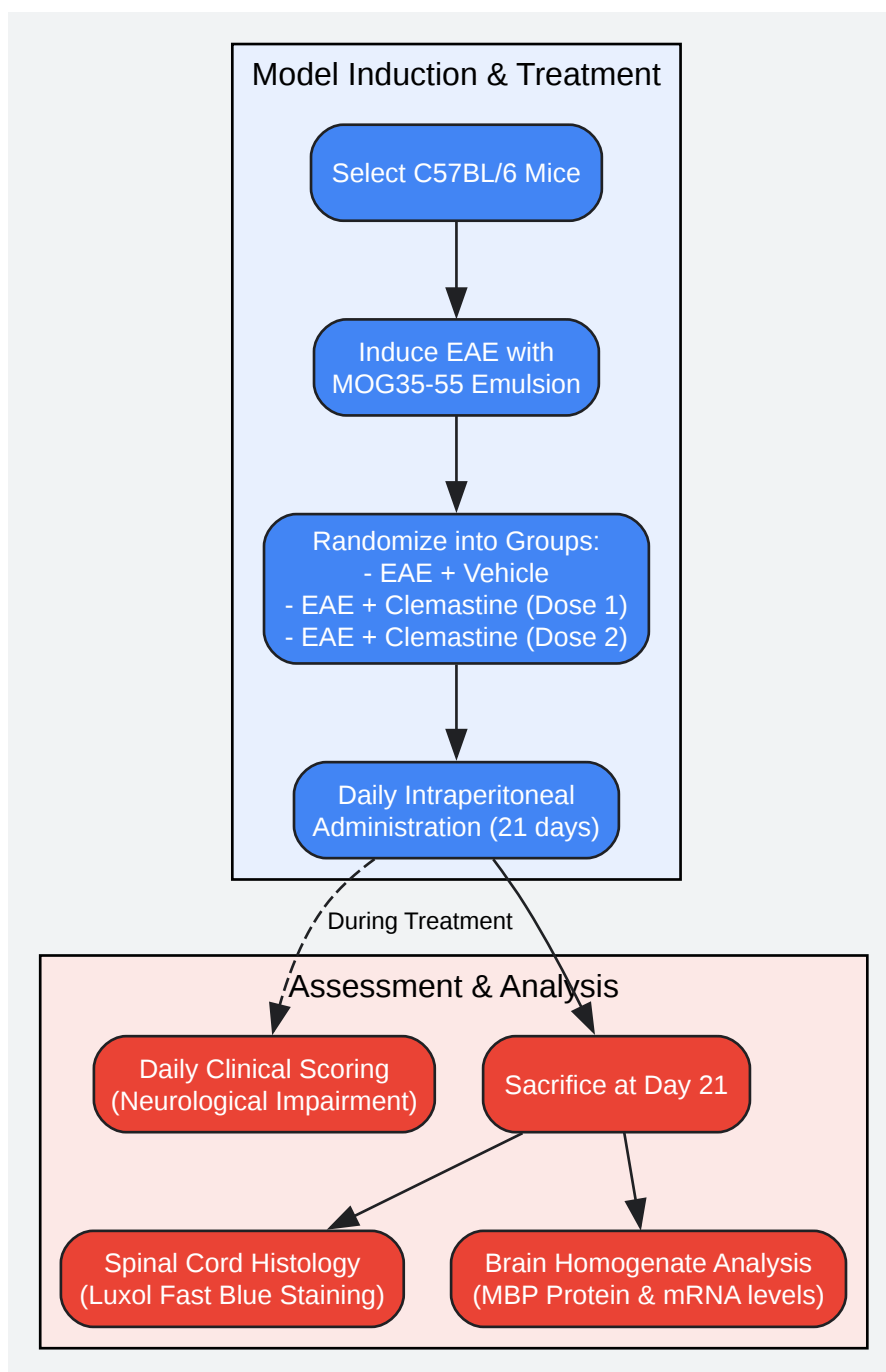 Model Induction & Treatment
Select C57BL/6 Mice
Induce EAE with
MOG35-55 Emulsion
Randomize into Groups:
- EAE + Vehicle
- EAE + Clemastine (Dose 1)
- EAE + Clemastine (Dose 2)
Daily Intraperitoneal
Administration (21 days)
During Treatment
Assessment & Analysis
Daily Clinical Scoring
(Neurological Impairment)
Sacrifice at Day 21
Spinal Cord Histology
(Luxol Fast Blue Staining)
Brain Homogenate Analysis
(MBP Protein & mRNA levels)